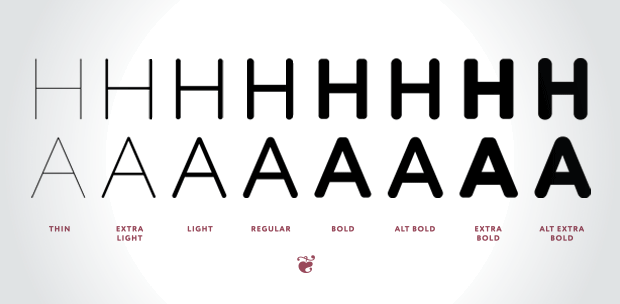 H H H H H H H H
A A A A A A A A
THIN EXTRA LIGHT REGULAR BOLD ALT BOLD EXTRA ALT EXTRA
LIGHT BOLD BOLD